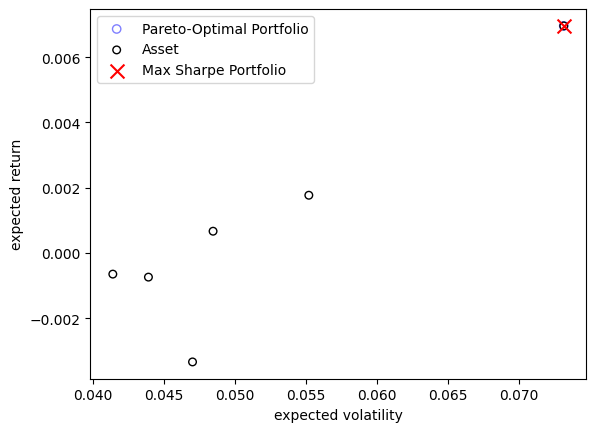 Pareto-Optimal Portfolio
Asset
Max Sharpe Portfolio
0.006
0.004
0.002
0.000
−0.002
expected return
0.040 0.045 0.050 0.055 0.060 0.065 0.070
expected volatility